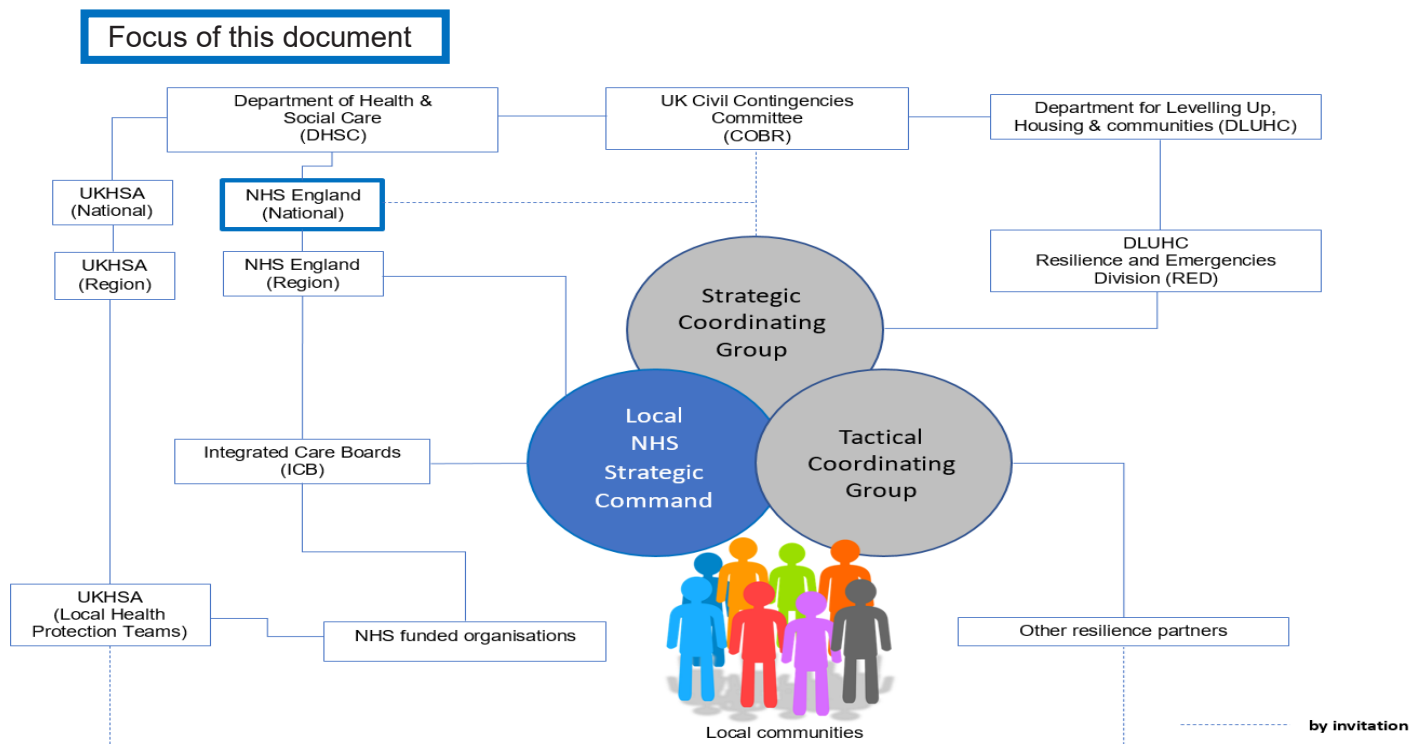 Focus of this document
Department of Health &
Social Care
(DHSC)
UK Civil Contingencies
Committee
(COBR)
Department for Levelling Up,
Housing & communities (DLUHC)
UKHSA
(National)
NHS England
(National)
UKHSA
(Region)
NHS England
(Region)
DLUHC
Resilience and Emergencies
Division (RED)
Strategic
Coordinating
Group
Local
NHS
Strategic
Command
Tactical
Coordinating
Group
Integrated Care Boards
(ICB)
UKHSA
(Local Health
Protection Teams)
NHS funded organisations
Other resilience partners
Local communities
by invitation